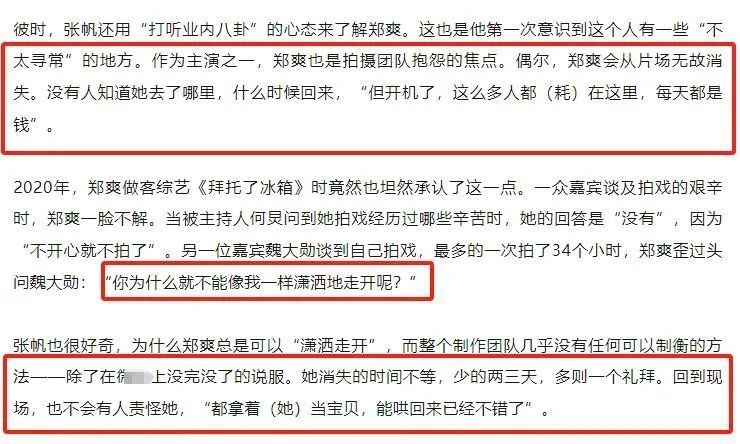 彼时，张帆还用“打听业内八卦”的心态来了解郑爽。这也是他第一次意识到这个人有一些“不
太寻常”的地方。作为主演之一，郑爽也是拍摄团队抱怨的焦点。偶尔，郑爽会从片场无故消
失。没有人知道她去了哪里，什么时候回来，“但开机了，这么多人都（耗）在这里，每天都是
钱”。
2020年，郑爽做客综艺《拜托了冰箱》时竟然也坦然承认了这一点。一众嘉宾谈及拍戏的艰辛
时，郑爽一脸不解。当被主持人何炅问到她拍戏经历过哪些辛苦时，她的回答是“没有”，因为
“不开心就不拍了”。另一位嘉宾魏大勋谈到自己拍戏，最多的一次拍了34个小时，郑爽歪过头
问魏大勋：“你为什么就不能像我一样潇洒地走开呢？“
张帆也很好奇，为什么郑爽总是可以“潇洒走开”，而整个制作团队几乎没有任何可以制衡的方
法——除了在上没完没了的说服。她消失的时间不等，少的两三天，多则一个礼拜。回到现
场，也不会有人责怪她，“都拿着（她）当宝贝，能哄回来已经不错了”。